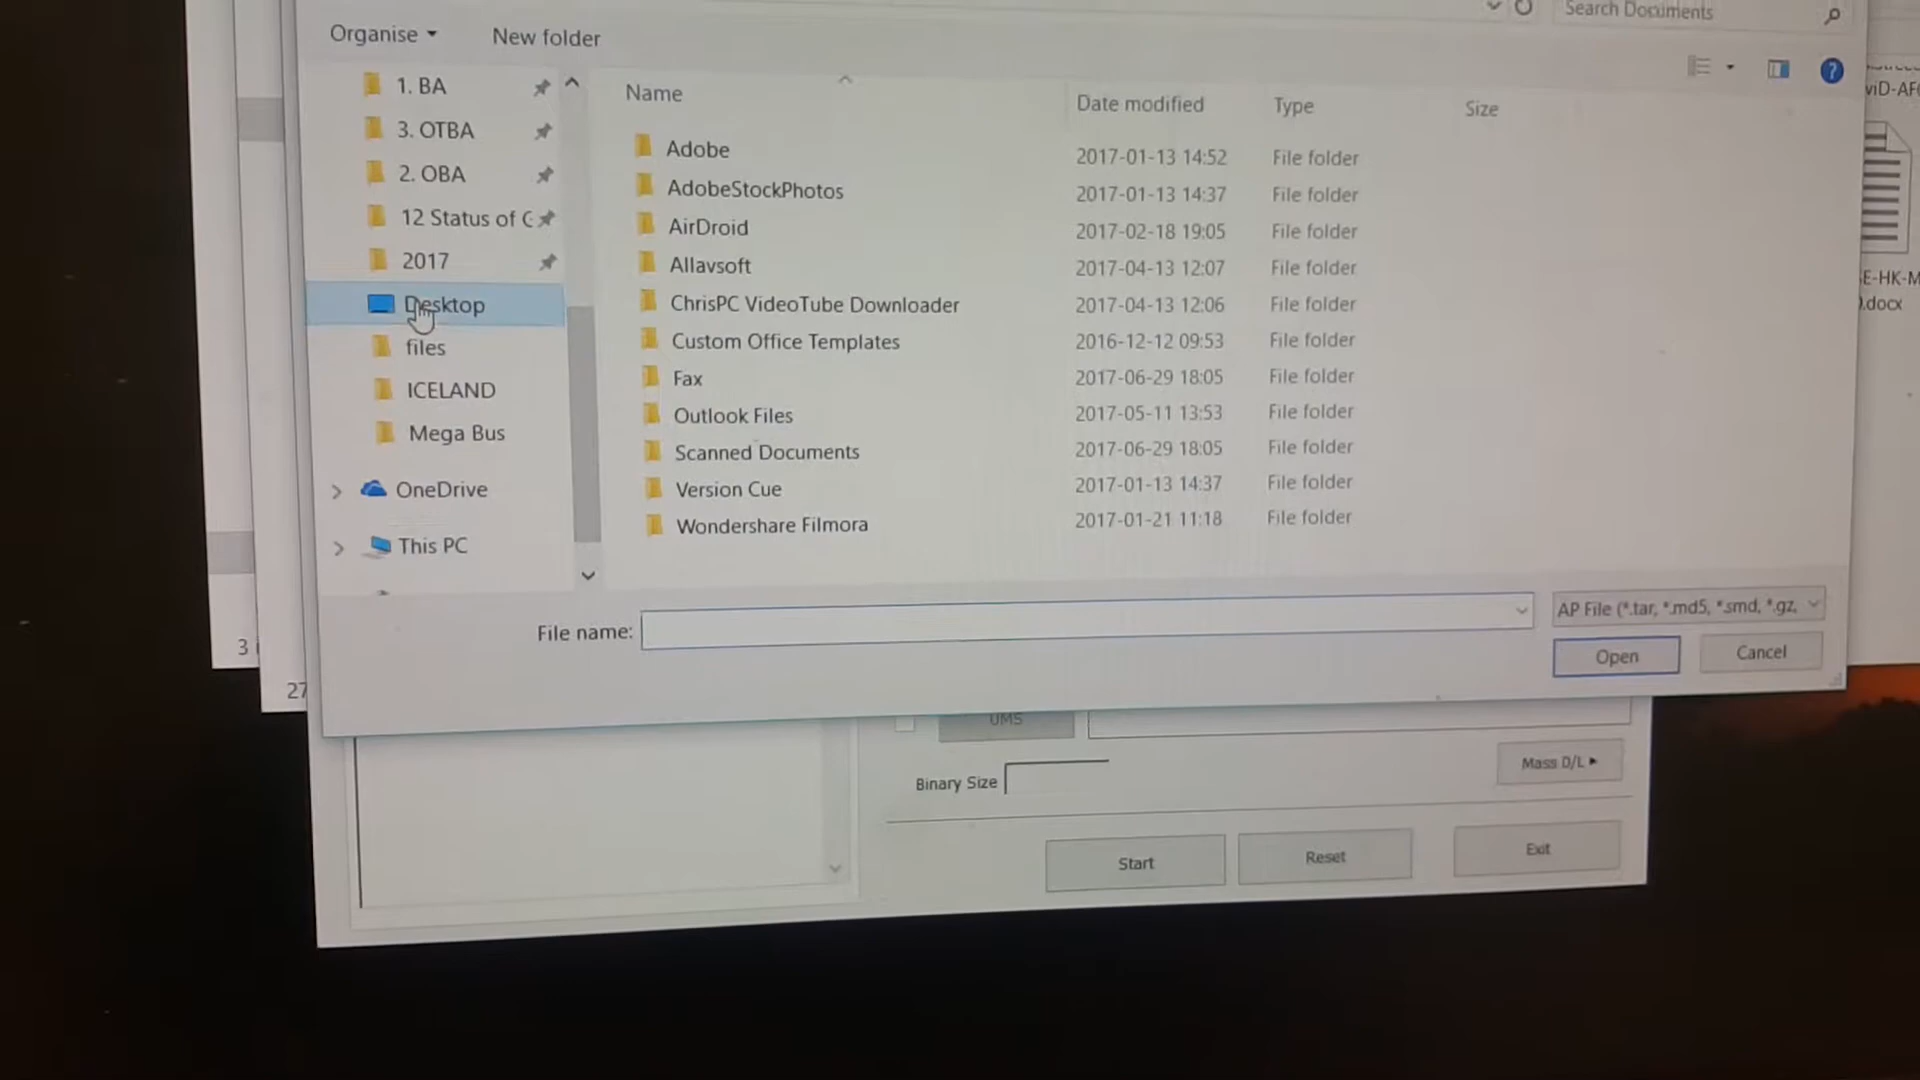 Search Documents
Organise
New folder
Name
Date modified
Type
Size
1. BA
3. OTBA
2. OBA
12 Status of C
2017
Desktop
files
ICELAND
Mega Bus
OneDrive
This PC
Adobe 2017-01-13 14:52 File folder
AdobeStockPhotos 2017-01-13 14:37 File folder
AirDroid 2017-02-18 19:05 File folder
Allavsoft 2017-04-13 12:07 File folder
ChrisPC VideoTube Downloader 2017-04-13 12:06 File folder
Custom Office Templates 2016-12-12 09:53 File folder
Fax 2017-06-29 18:05 File folder
Outlook Files 2017-05-11 13:53 File folder
Scanned Documents 2017-06-29 18:05 File folder
Version Cue 2017-01-13 14:37 File folder
Wondershare Filmora 2017-01-21 11:18 File folder
viD-AF
E-HK-M
.docx
File name:
AP File (*.tar, *.md5, *.smd, *.gz,
Open
Cancel
3
27
UMS
Binary Size
Mass D/L
Start
Reset
Exit